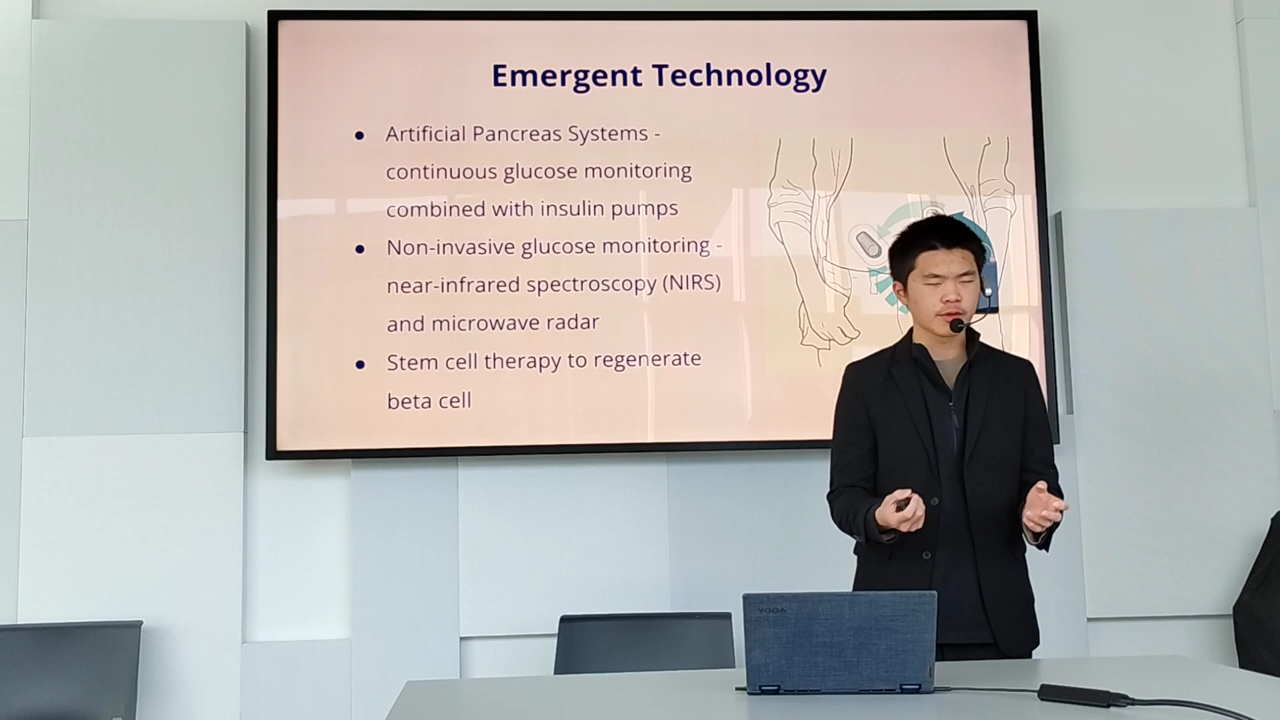 Emergent Technology
● Artificial Pancreas Systems -
continuous glucose monitoring
combined with insulin pumps
● Non-invasive glucose monitoring -
near-infrared spectroscopy (NIRS)
and microwave radar
● Stem cell therapy to regenerate
beta cell
YOGA